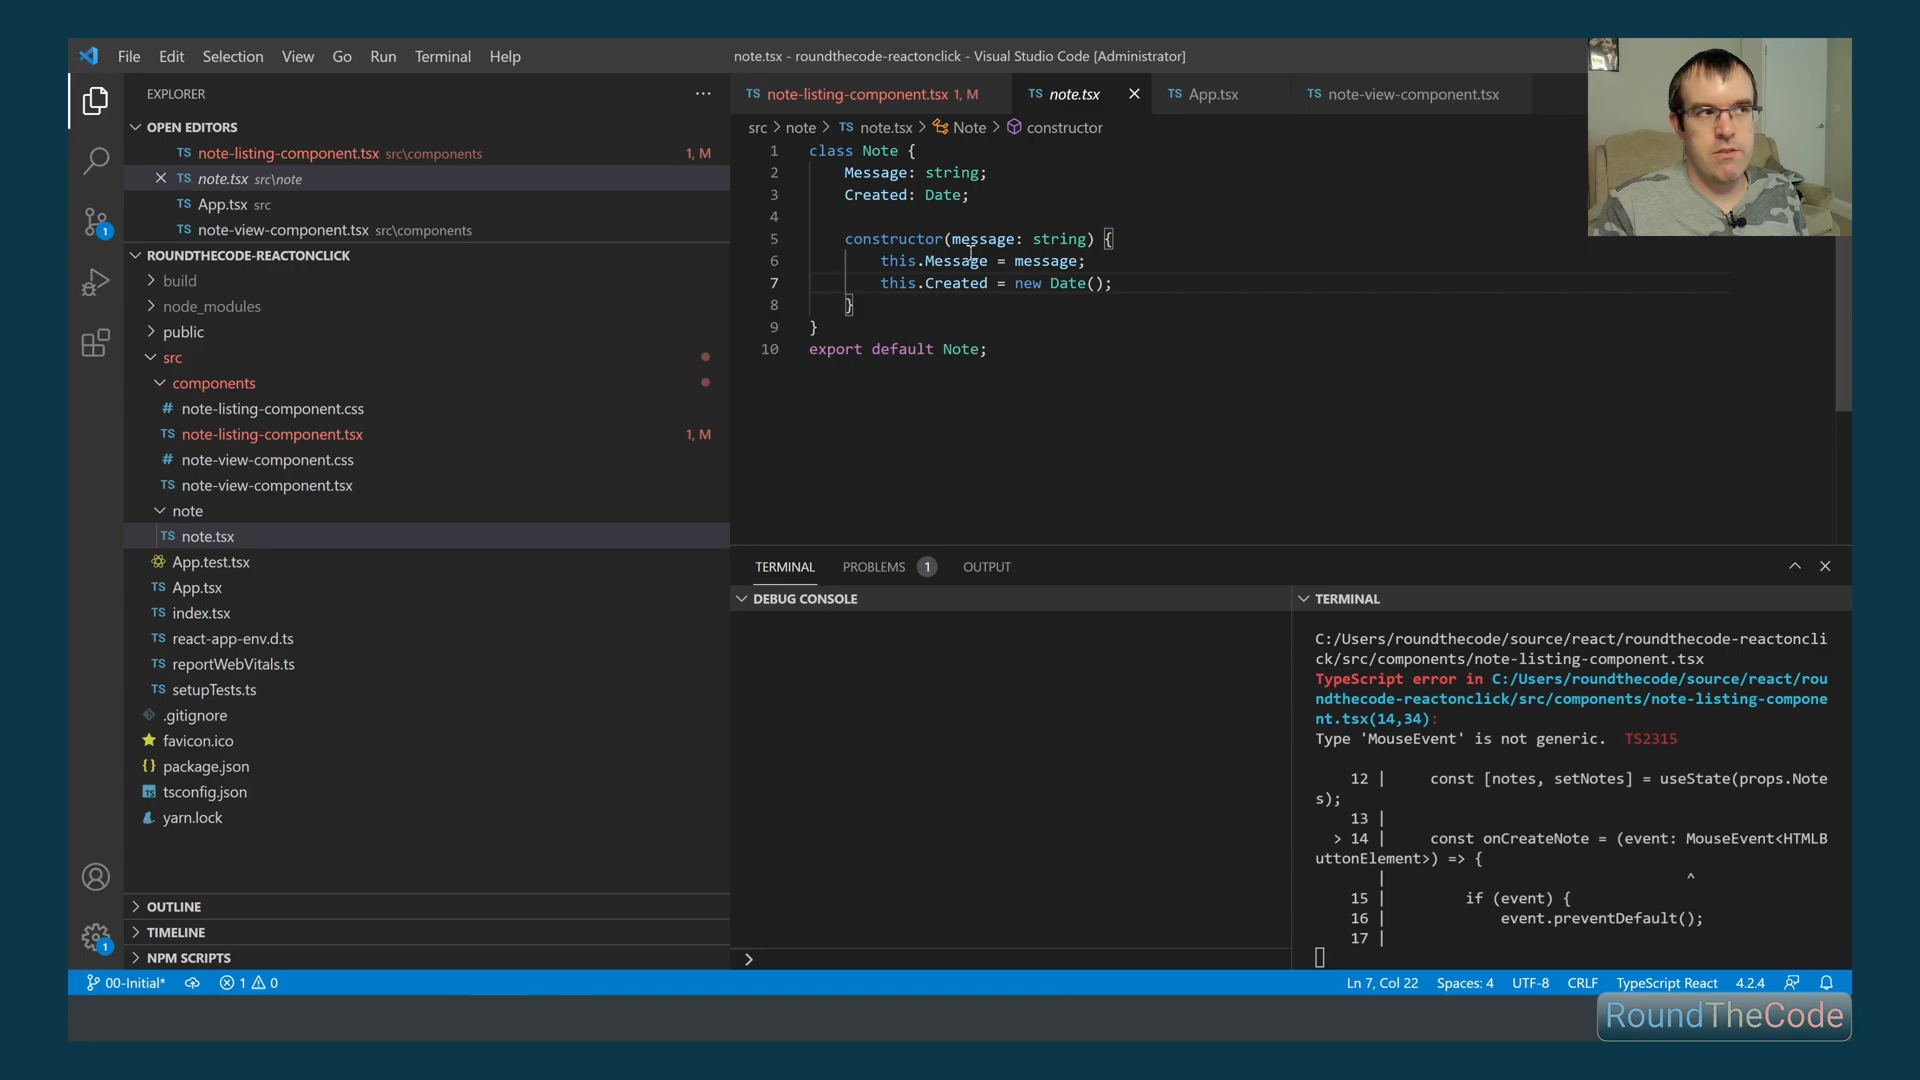 File Edit Selection View Go Run Terminal Help
note.tsx - roundthecode-reactonclick - Visual Studio Code [Administrator]
EXPLORER
OPEN EDITORS
TS note-listing-component.tsx src\components 1, M
TS note.tsx src\note
TS App.tsx src
TS note-view-component.tsx src\components
ROUNDTHECODE-REACTONCLICK
build
node_modules
public
src
components
# note-listing-component.css
TS note-listing-component.tsx 1, M
# note-view-component.css
TS note-view-component.tsx
note
TS note.tsx
App.test.tsx
TS App.tsx
TS index.tsx
TS react-app-env.d.ts
TS reportWebVitals.ts
TS setupTests.ts
.gitignore
favicon.ico
{} package.json
TS tsconfig.json
yarn.lock
OUTLINE
TIMELINE
NPM SCRIPTS
1
1
TS note-listing-component.tsx 1, M TS note.tsx TS App.tsx TS note-view-component.tsx
src > note > TS note.tsx > Note > constructor
1 class Note {
2 Message: string;
3 Created: Date;
4
5 constructor(message: string) {
6 this.Message = message;
7 this.Created = new Date();
8 }
9 }
10 export default Note;
TERMINAL PROBLEMS 1 OUTPUT
DEBUG CONSOLE
>
TERMINAL
C:/Users/roundthecode/source/react/roundthecode-reactoncli
ck/src/components/note-listing-component.tsx
TypeScript error in C:/Users/roundthecode/source/react/rou
ndthecode-reactonclick/src/components/note-listing-compone
nt.tsx(14,34):
Type 'MouseEvent' is not generic. TS2315
12 | const [notes, setNotes] = useState(props.Note
s);
13 |
> 14 | const onCreateNote = (event: MouseEvent<HTMLB
uttonElement>) => {
| ^
15 | if (event) {
16 | event.preventDefault();
17 |
00-Initial* 1 0 Ln 7, Col 22 Spaces: 4 UTF-8 CRLF TypeScript React 4.2.4
RoundTheCode